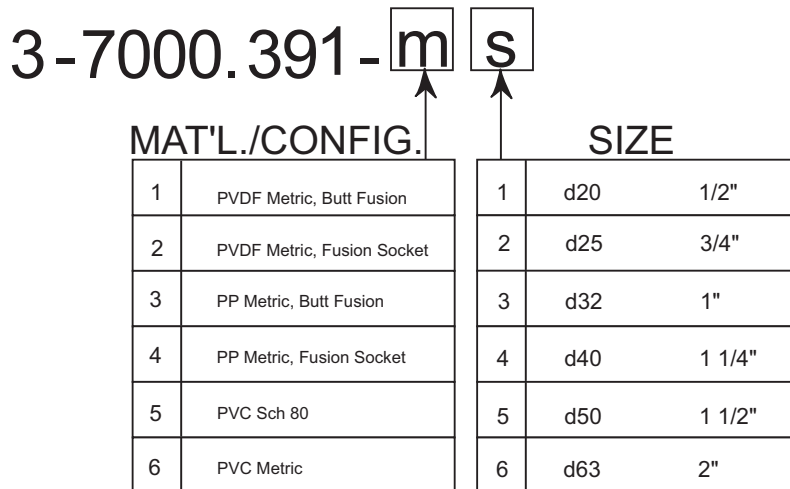 3-7000.391- m s
MAT'L./CONFIG. SIZE
1 PVDF Metric, Butt Fusion 1 d20 1/2"
2 PVDF Metric, Fusion Socket 2 d25 3/4"
3 PP Metric, Butt Fusion 3 d32 1"
4 PP Metric, Fusion Socket 4 d40 1 1/4"
5 PVC Sch 80 5 d50 1 1/2"
6 PVC Metric 6 d63 2"